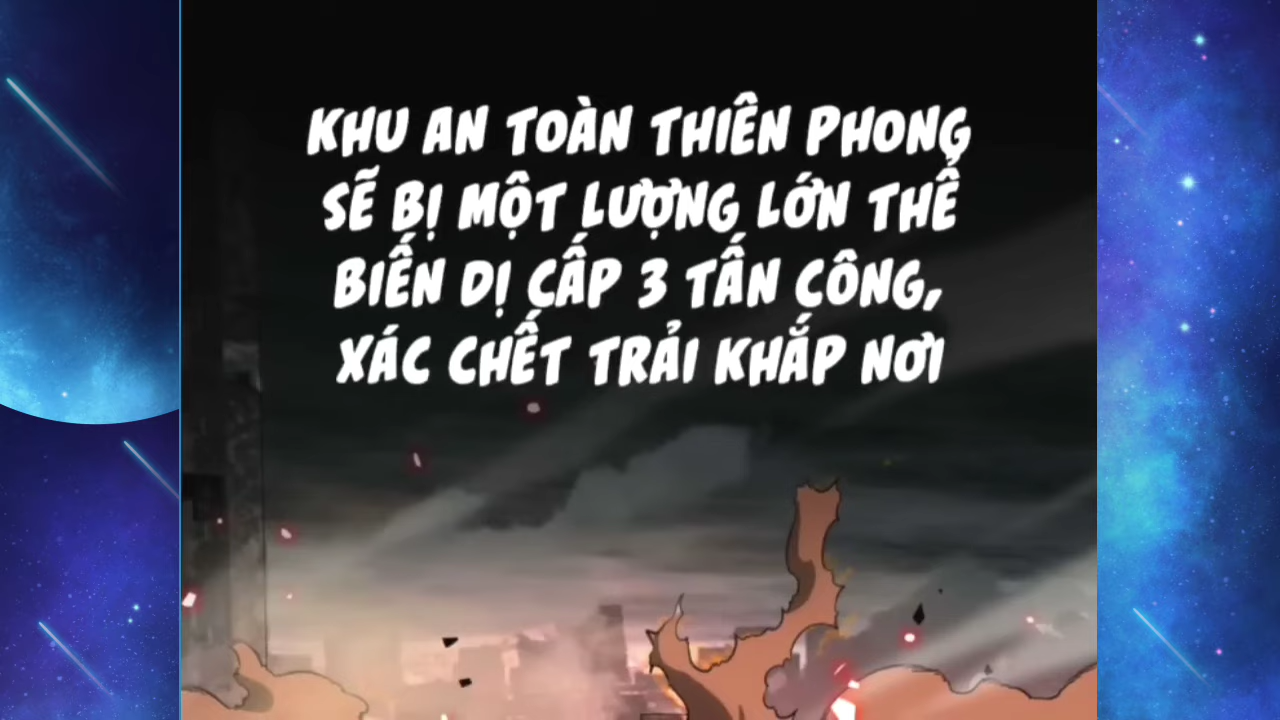 KHU AN TOÀN THIÊN PHONG
SẼ BỊ MỘT LƯỢNG LỚN THỂ
BIẾN DỊ CẤP 3 TẤN CÔNG,
XÁC CHẾT TRẢI KHẮP NƠI